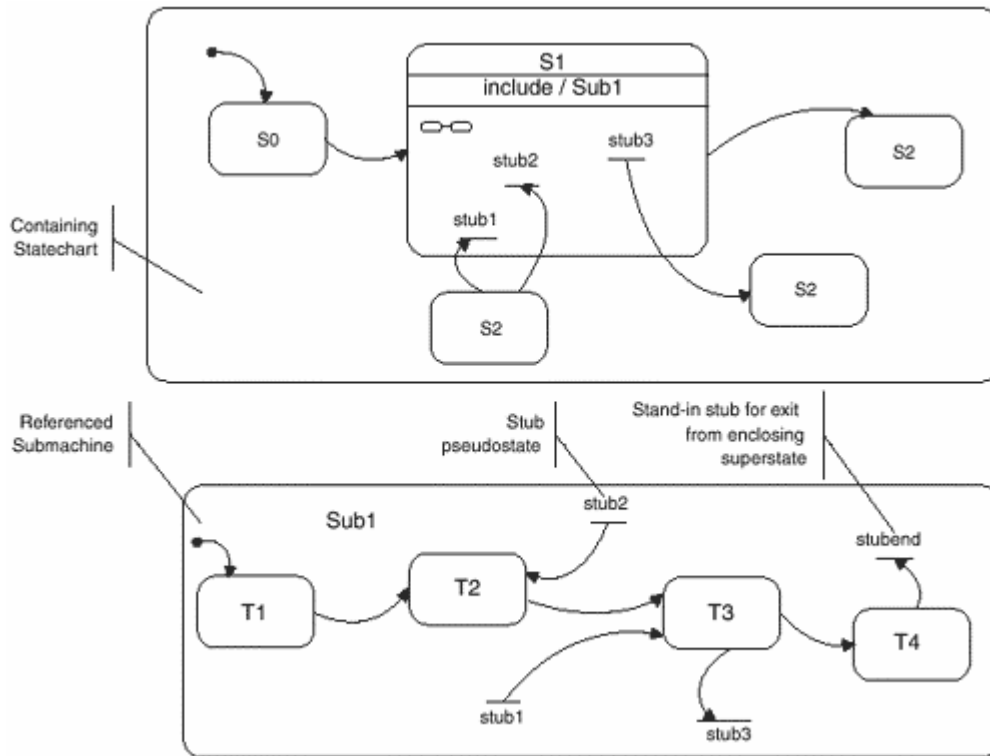 S1
include / Sub1
S0
stub3
stub2
S2
stub1
Containing
Statechart
S2
S2
Referenced
Submachine
Stub
pseudostate
Stand-in stub for exit
from enclosing
superstate
Sub1
stub2
stubend
T1
T2
T3
T4
stub1
stub3